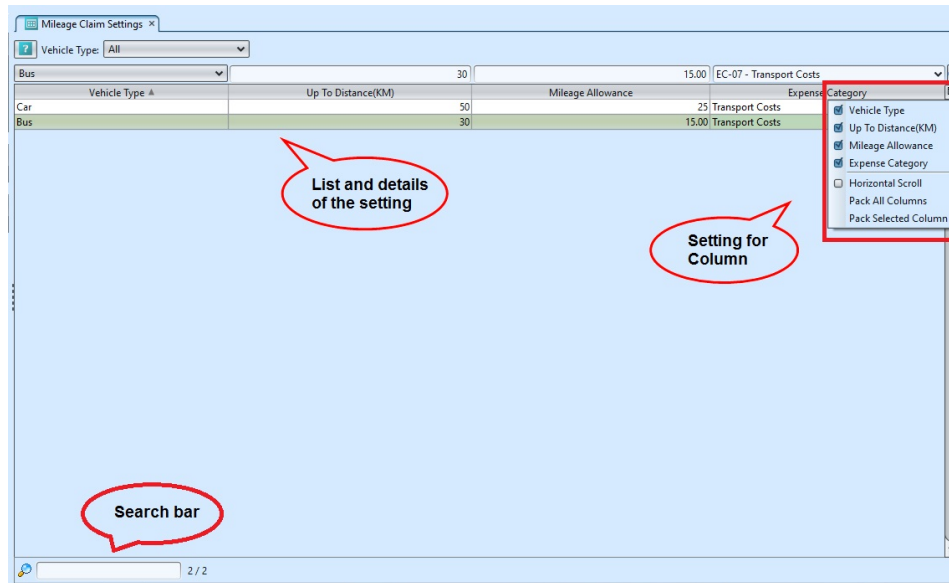 Mileage Claim Settings ×
? Vehicle Type: All
Bus 30 15.00 EC-07 - Transport Costs
Vehicle Type Up To Distance(KM) Mileage Allowance Expense Category
Car 50 25 Transport Costs
Bus 30 15.00 Transport Costs
Vehicle Type
Up To Distance(KM)
Mileage Allowance
Expense Category
Horizontal Scroll
Pack All Columns
Pack Selected Column
List and details
of the setting
Setting for
Column
Search bar
2 / 2